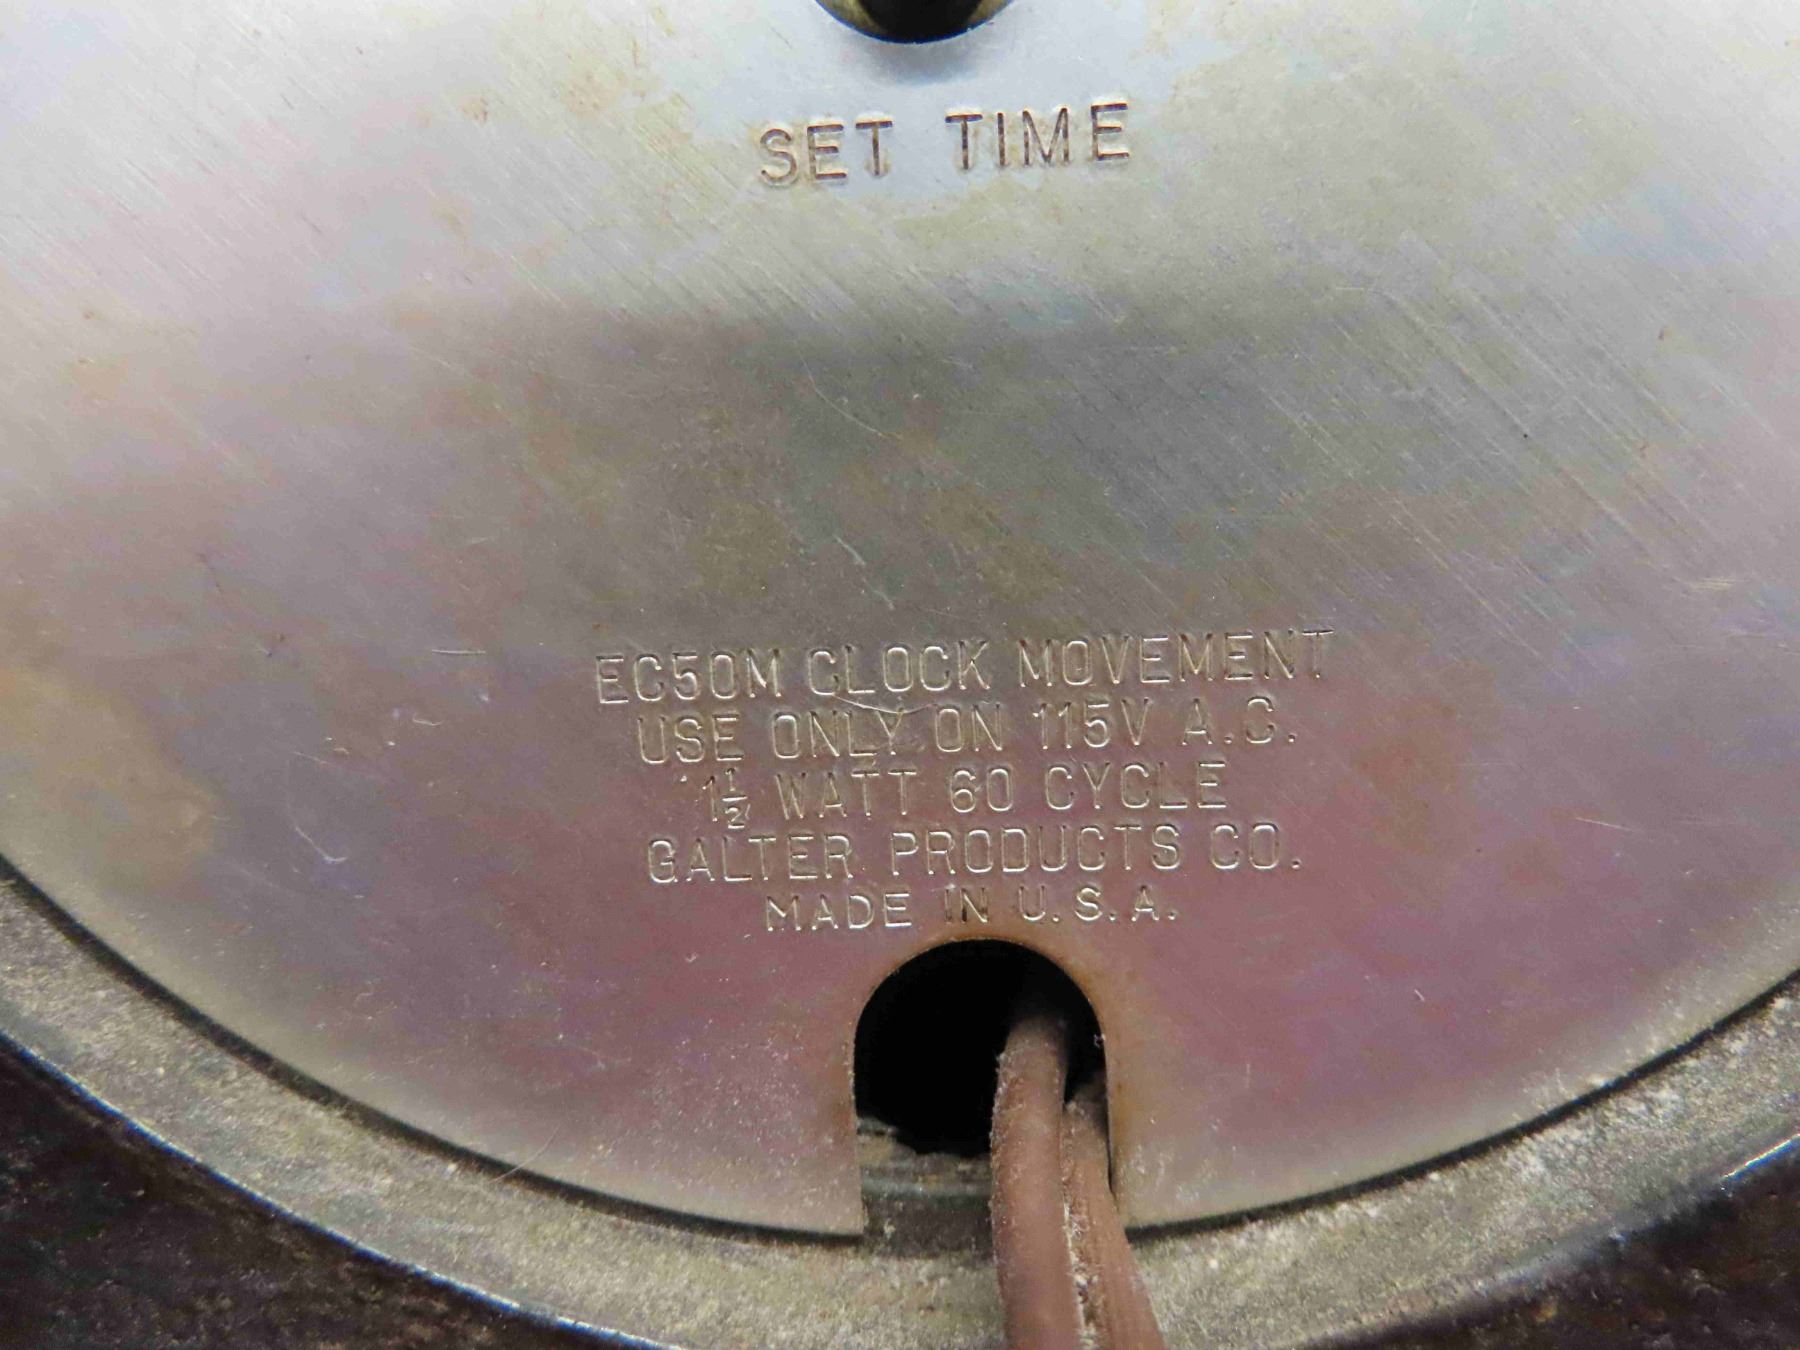 SET TIME
EC50M CLOCK MOVEMENT
USE ONLY ON 115V A.C.
1½ WATT 60 CYCLE
GALTER PRODUCTS CO.
MADE IN U.S.A.